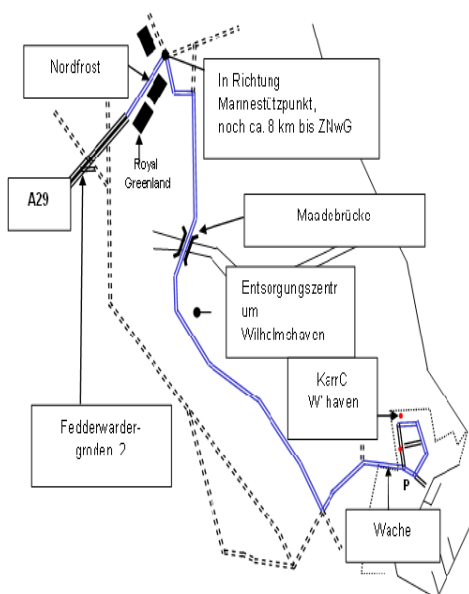 Nordfrost
In Richtung
Marinestützpunkt,
noch ca. 8 km bis ZNwG
Royal
Greenland
A29
Maadebrücke
Entsorgungszentr
um
Wilhelmshaven
KarrC
W'haven
Fedderwarder-
groden 2
P
Wache